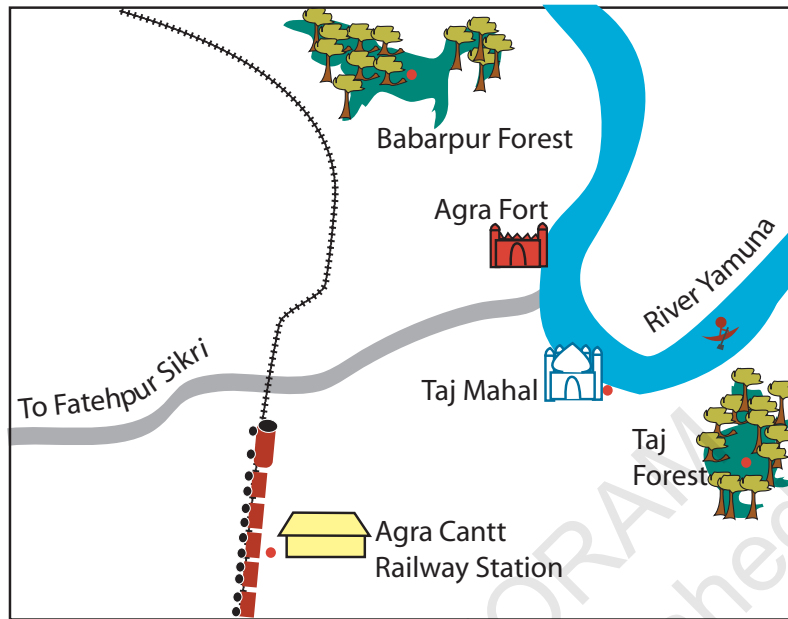 Babarpur Forest
Agra Fort
River Yamuna
To Fatehpur Sikri
Taj Mahal
Taj
Forest
Agra Cantt
Railway Station